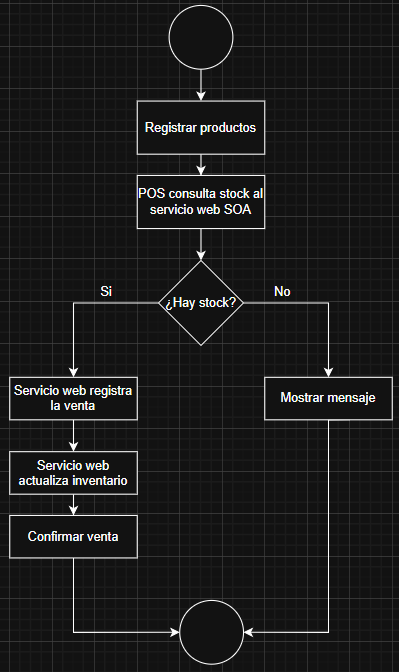 Registrar productos
POS consulta stock al
servicio web SOA
¿Hay stock?
Si
No
Servicio web registra
la venta
Mostrar mensaje
Servicio web
actualiza inventario
Confirmar venta